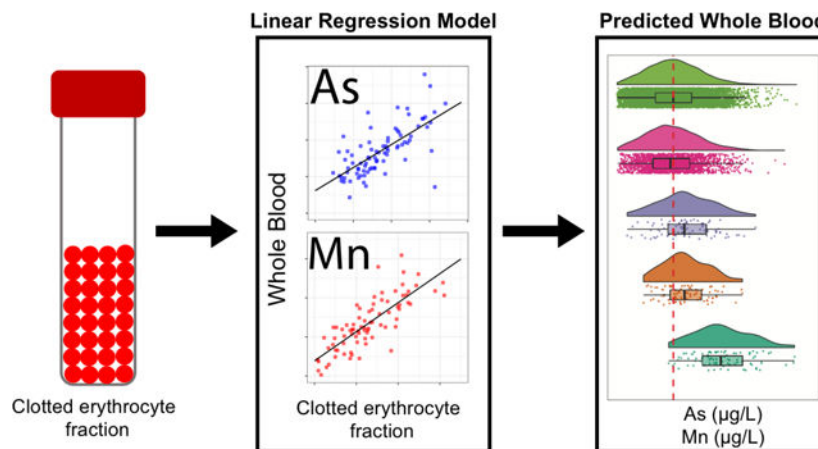 Linear Regression Model
Predicted Whole Blood
As
Mn
Whole Blood
Clotted erythrocyte
fraction
Clotted erythrocyte
fraction
As (µg/L)
Mn (µg/L)